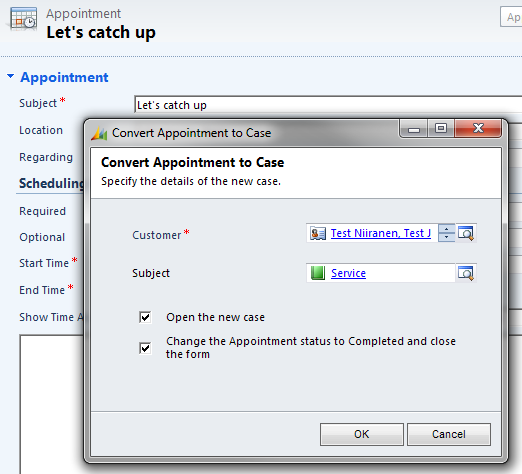 Appointment
Let's catch up
Ap
Appointment
Subject *
Let's catch up
Location
Regarding
Scheduling
Required
Optional
Start Time *
End Time *
Show Time A
Convert Appointment to Case
Convert Appointment to Case
Specify the details of the new case.
Customer *
Test Niiranen, Test J
Subject
Service
Open the new case
Change the Appointment status to Completed and close
the form
OK
Cancel